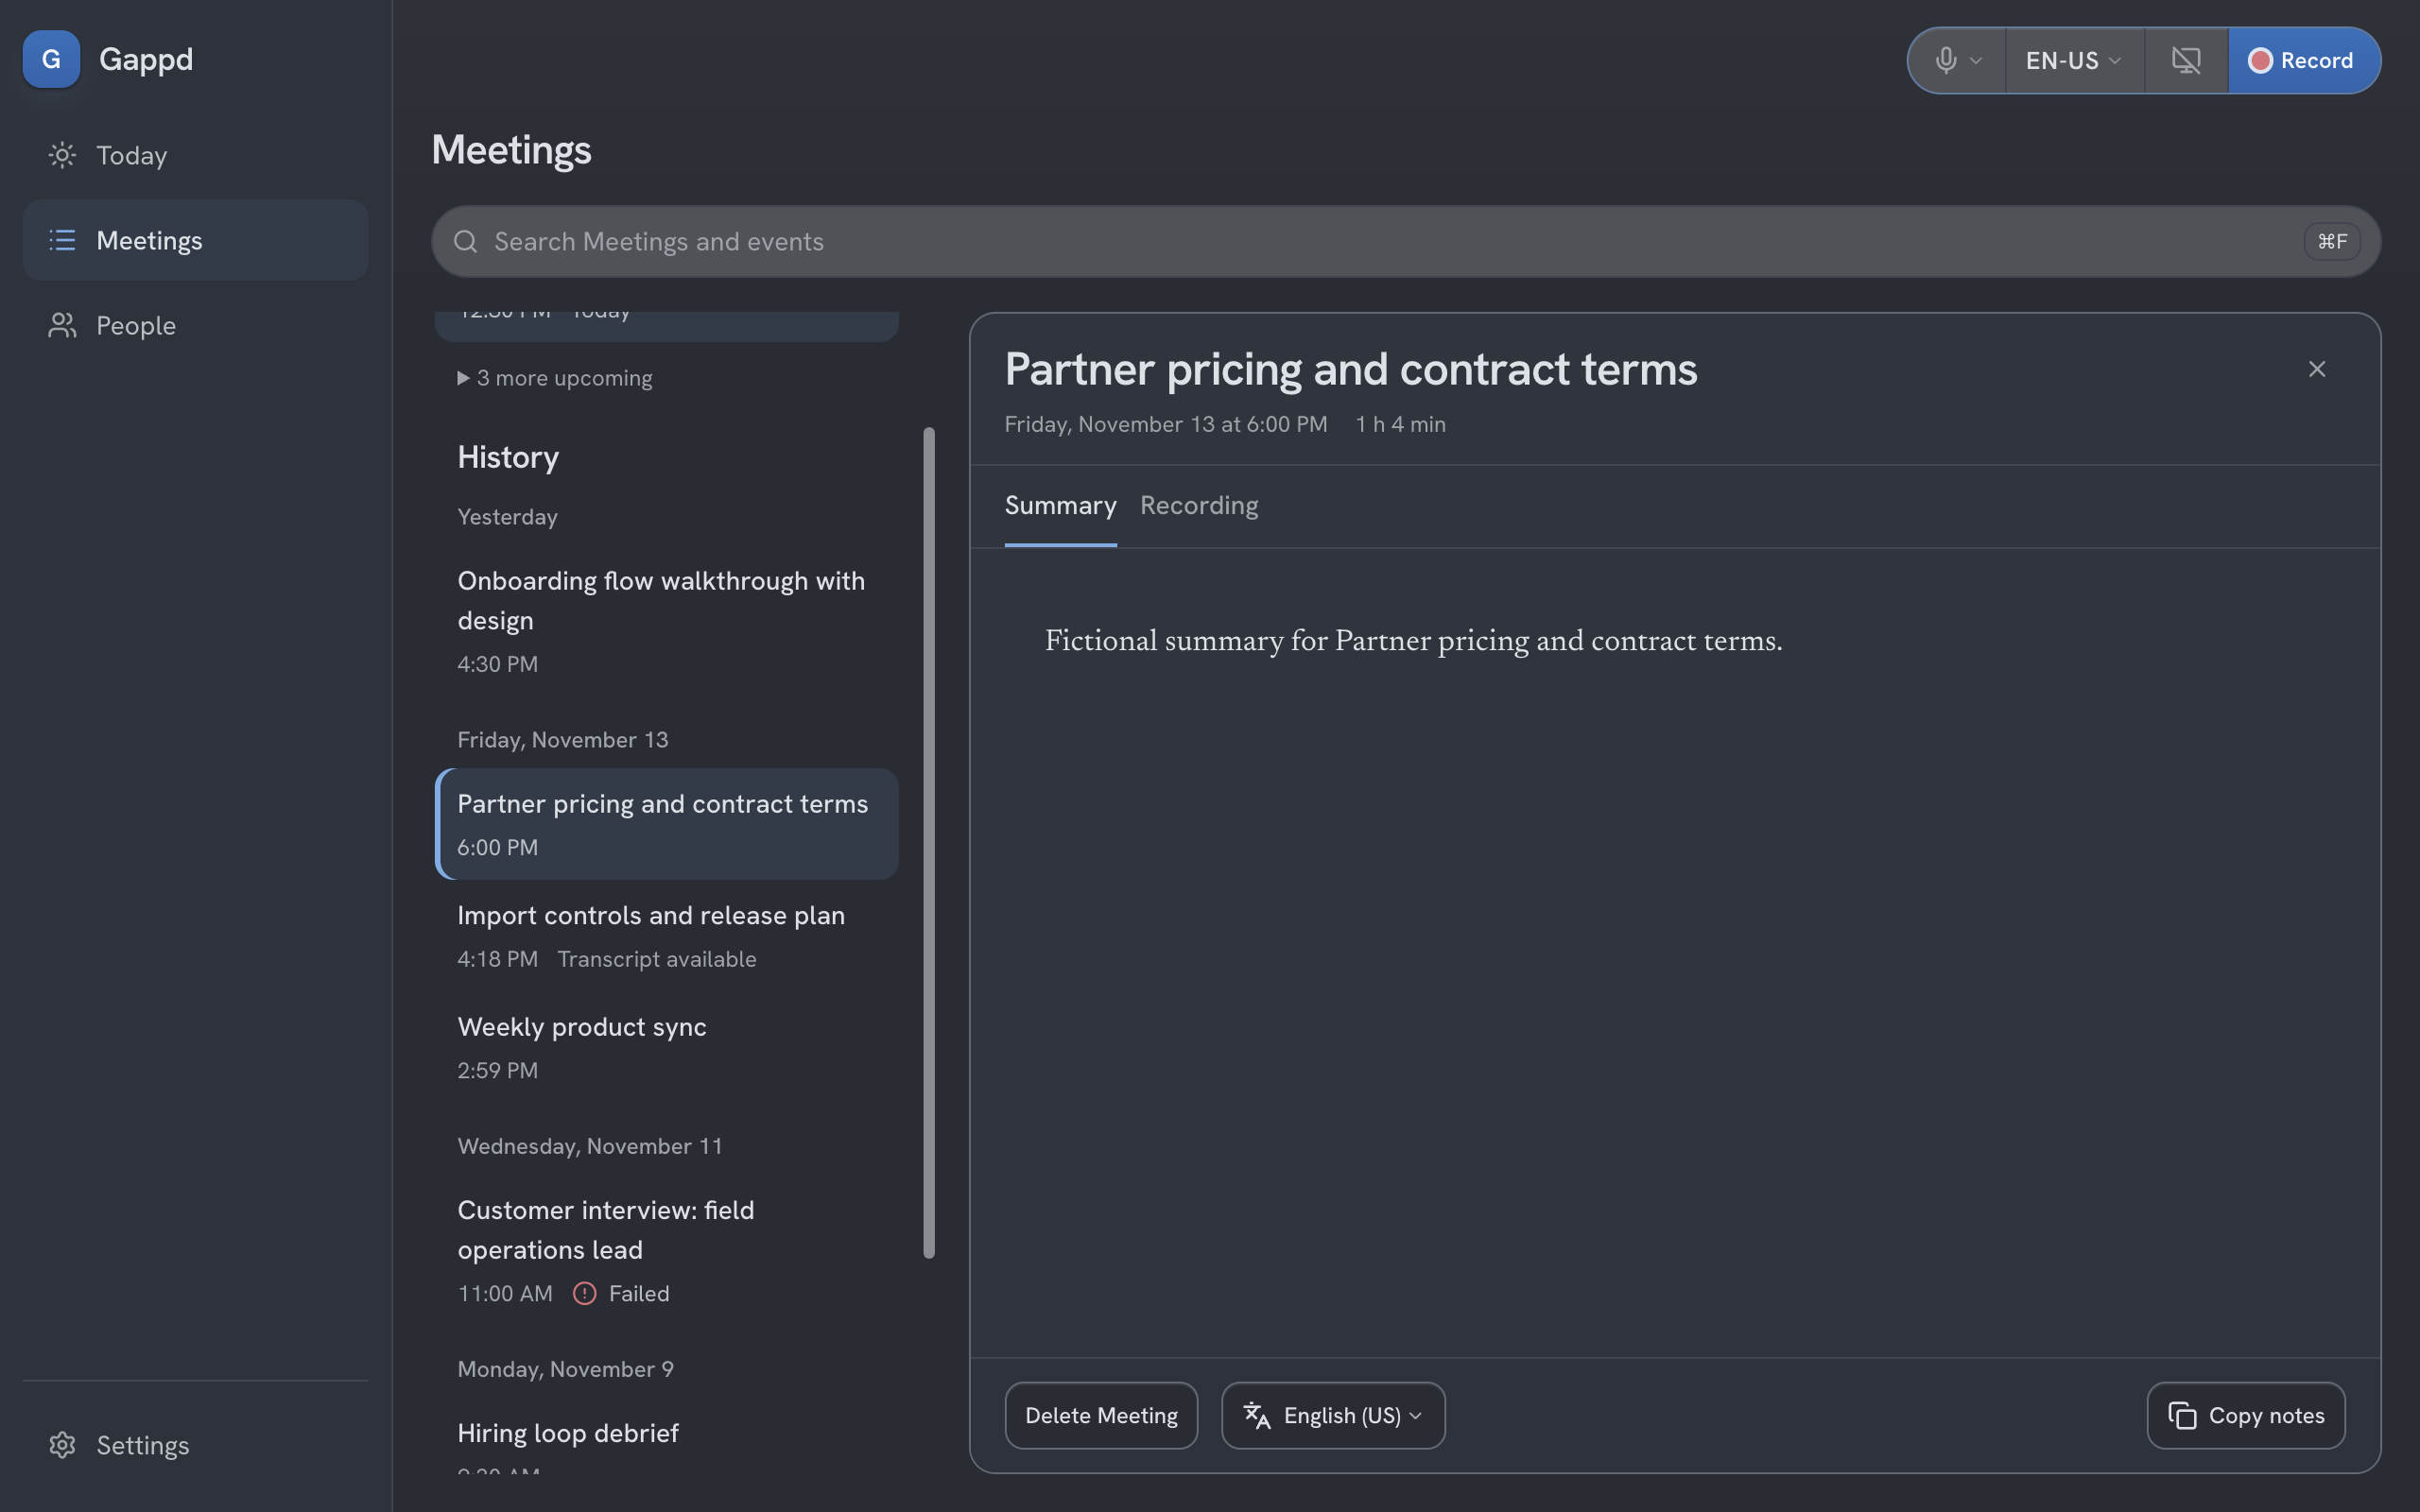 G Gappd
Today
Meetings
People
Settings
EN-US
Record
Meetings
Search Meetings and events
⌘F
12:30 PM Today
3 more upcoming
History
Yesterday
Onboarding flow walkthrough with
design
4:30 PM
Friday, November 13
Partner pricing and contract terms
6:00 PM
Import controls and release plan
4:18 PM Transcript available
Weekly product sync
2:59 PM
Wednesday, November 11
Customer interview: field
operations lead
11:00 AM Failed
Monday, November 9
Hiring loop debrief
Partner pricing and contract terms
Friday, November 13 at 6:00 PM 1 h 4 min
Summary Recording
Fictional summary for Partner pricing and contract terms.
Delete Meeting
English (US)
Copy notes